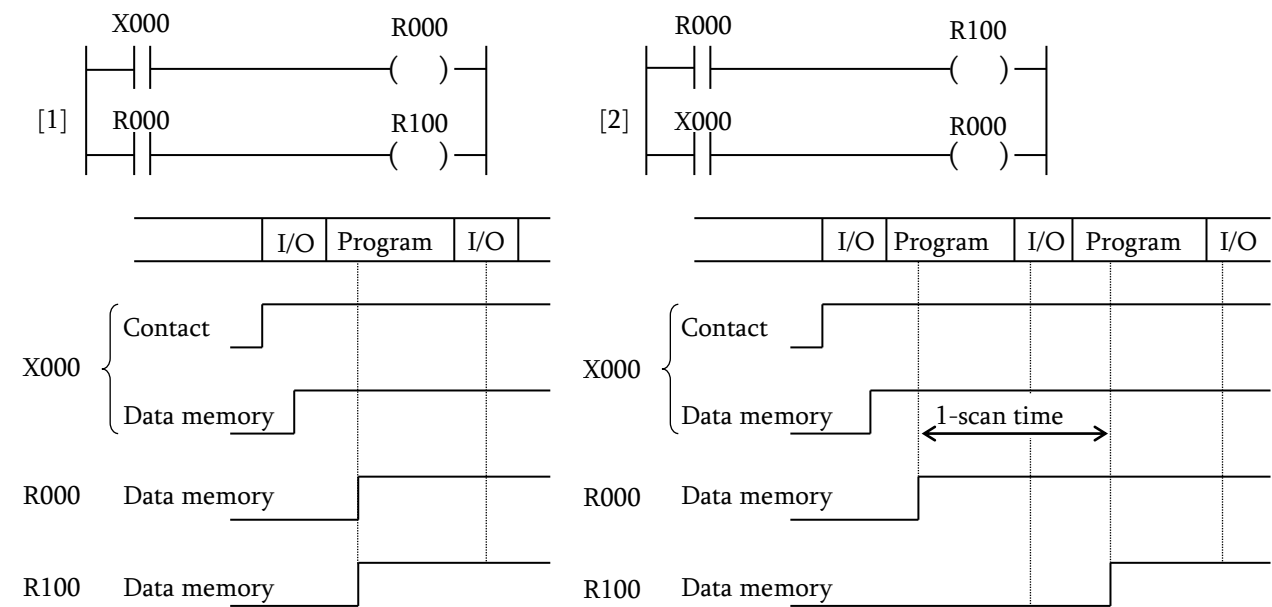 X000
R000
[1]
R000
R100
R000
R100
[2]
X000
R000
I/O
Program
I/O
X000
Contact
Data memory
R000
Data memory
R100
Data memory
I/O
Program
I/O
Program
I/O
X000
Contact
Data memory
1-scan time
R000
Data memory
R100
Data memory